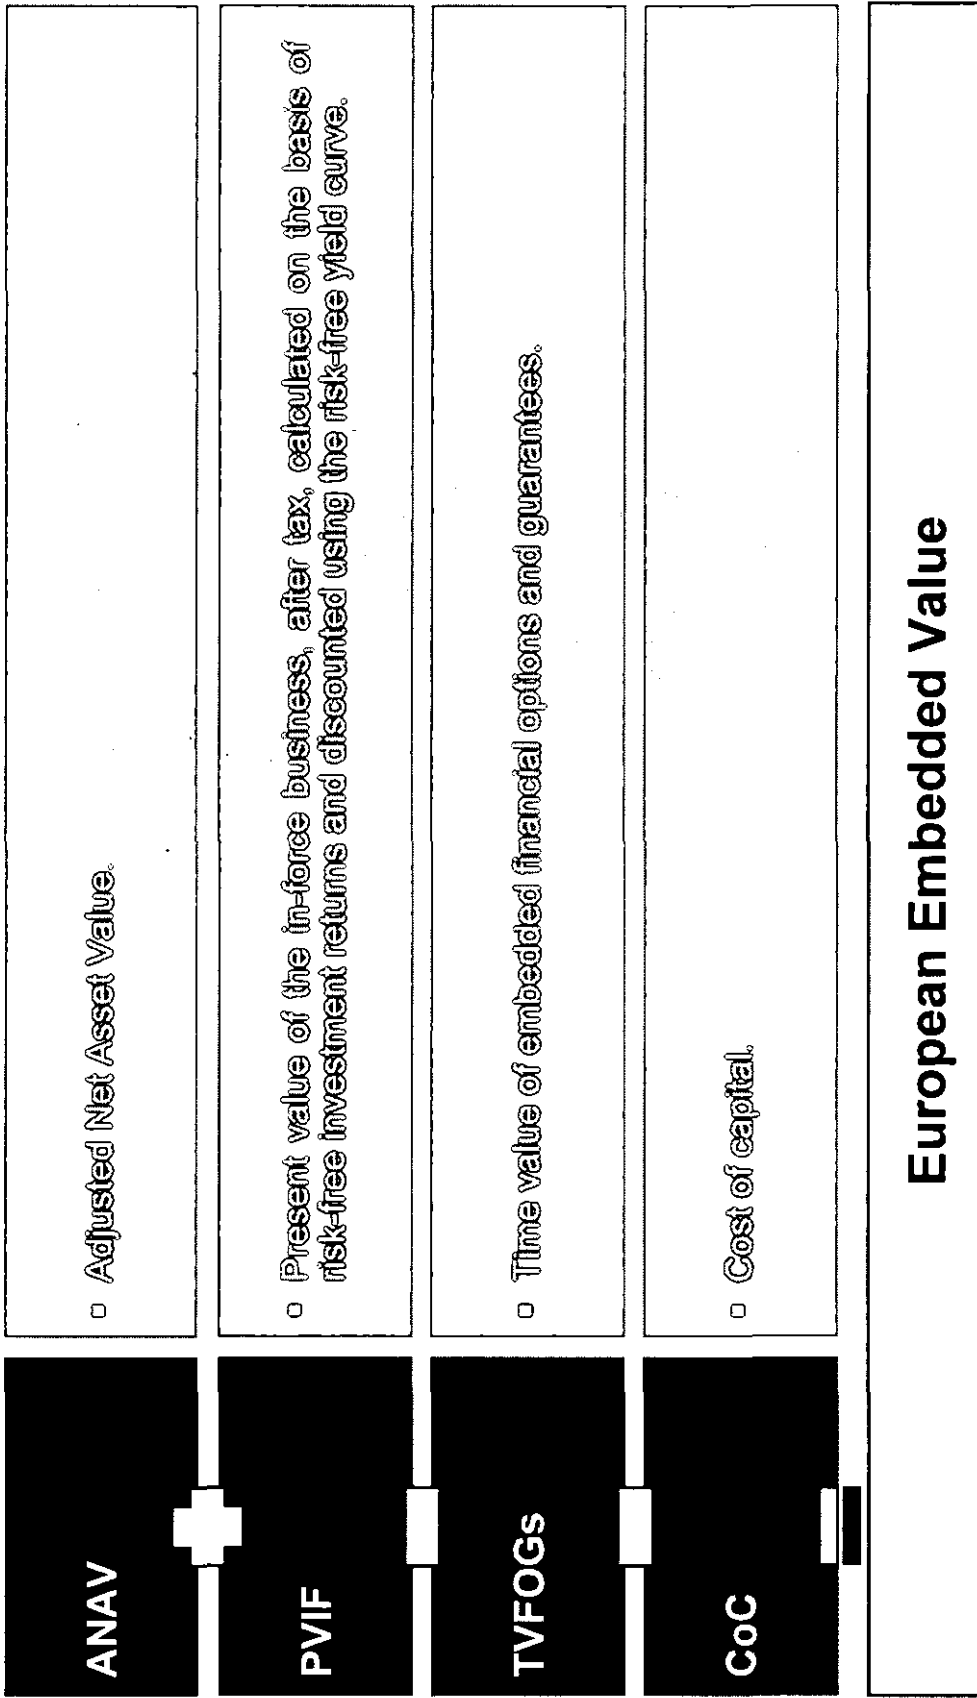 ANAV
Adjusted Net Asset Value.
PVIF
Present value of the in-force business, after tax, calculated on the basis of
risk-free investment returns and discounted using the risk-free yield curve.
TVFOGs
Time value of embedded financial options and guarantees.
CoC
Cost of capital.
European Embedded Value